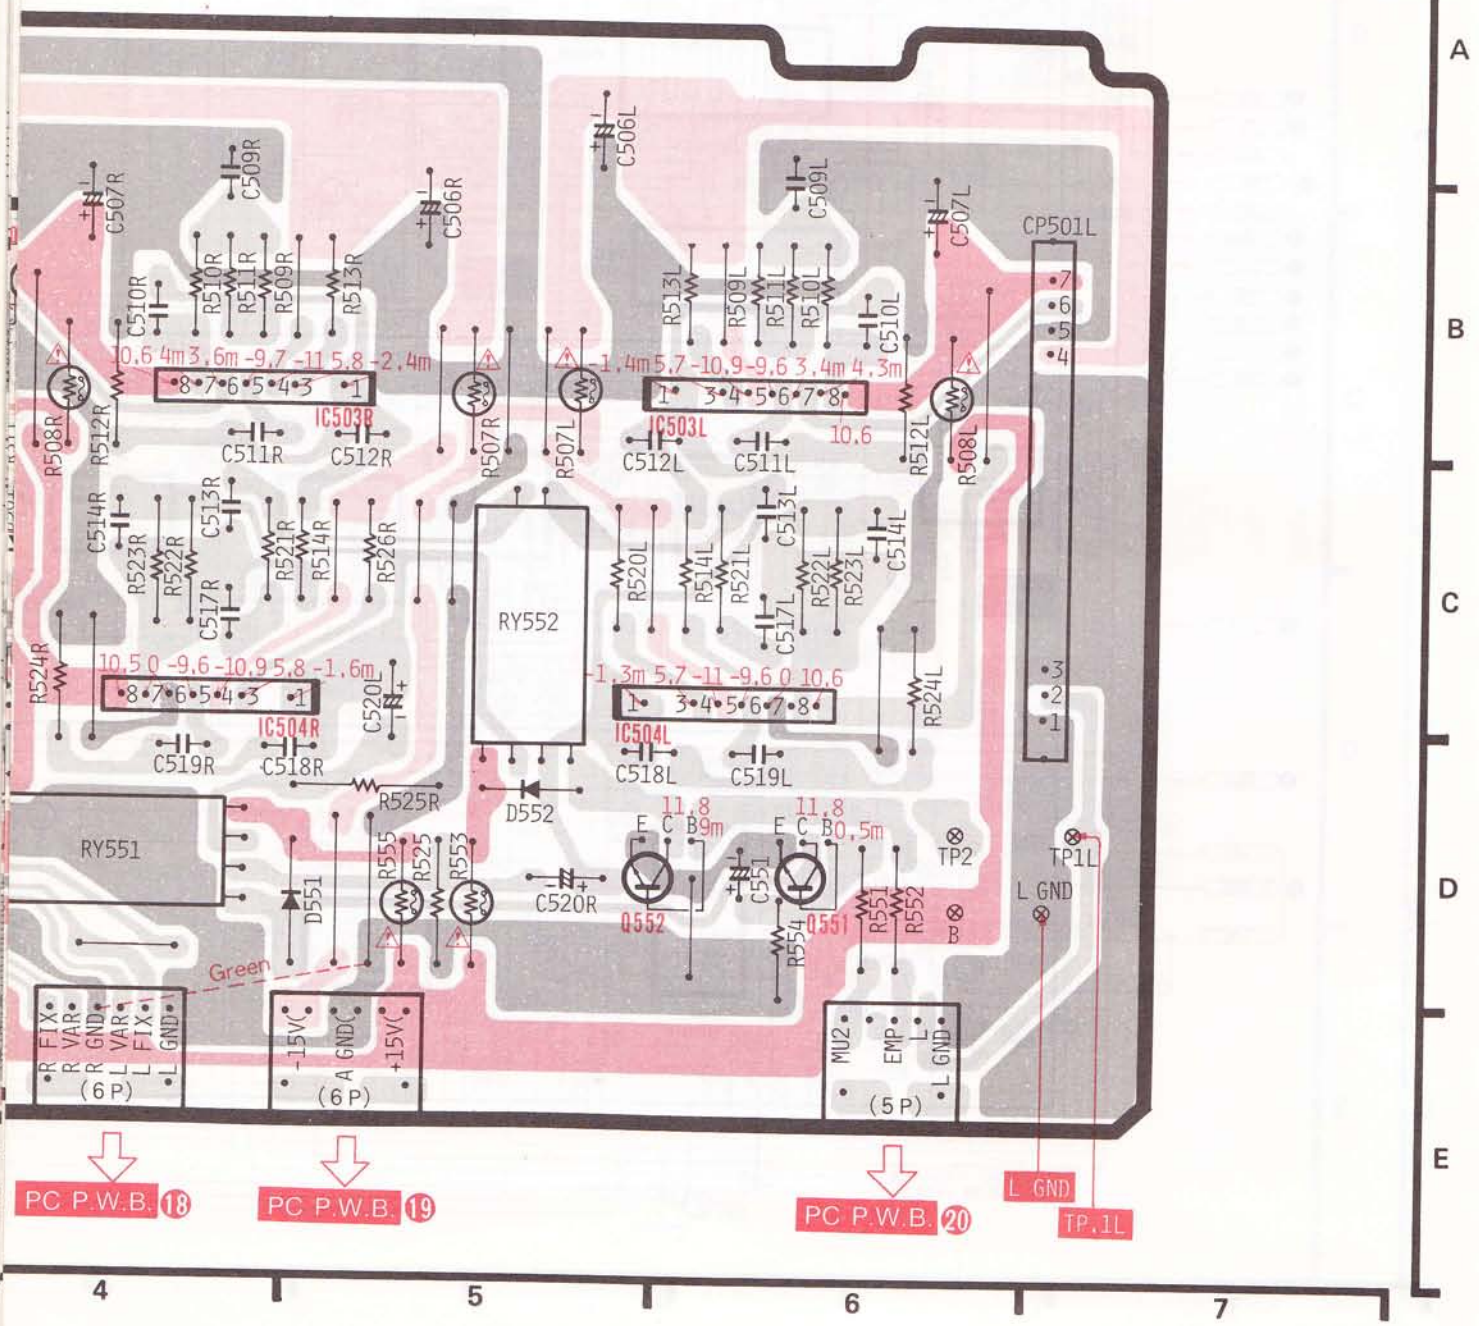 A
C506L
C509R
C507R
C506R
C509L
C507L
CP501L
C510R
R510R
R511R
R509R
R513R
R513L
R509L
R511L
R510L
C510L
7
6
5
4
B
10.6 4m 3.6m -9.7 -11 5.8 -2.4m
-1.4m 5.7 -10.9 -9.6 3.4m 4.3m
8 7 6 5 4 3 1
1 3 4 5 6 7 8
IC503R
IC503L
10.6
R508R
R512R
C511R
C512R
R507R
R507L
C512L
C511L
R512L
R508L
C514R
R523R
R522R
C513R
R521R
R514R
R526R
C513L
C514L
C517R
RY552
R520L
R514L
R521L
C517L
R522L
R523L
C
R524R
10.5 0 -9.6 -10.9 5.8 -1.6m
-1.3m 5.7 -11 -9.6 0 10.6
8 7 6 5 4 3 1
C520L
1 3 4 5 6 7 8
R524L
3
2
1
IC504R
IC504L
C519R
C518R
C518L
C519L
R525R
D552
11.8
11.8
E C B 9m
E C B 0.5m
RY551
R555
R525
R553
TP2
TP1L
D551
C520R
C551
R551
R552
L GND
D
Q552
R554
Q551
B
Green
R FIX
R VAR
R GND
L VAR
L FIX
L GND
(6P)
-15V
A GND
+15V
(6P)
MU2
EMP
L
L GND
(5P)
E
PC P.W.B. 18
PC P.W.B. 19
PC P.W.B. 20
L GND
TP.1L
4
5
6
7